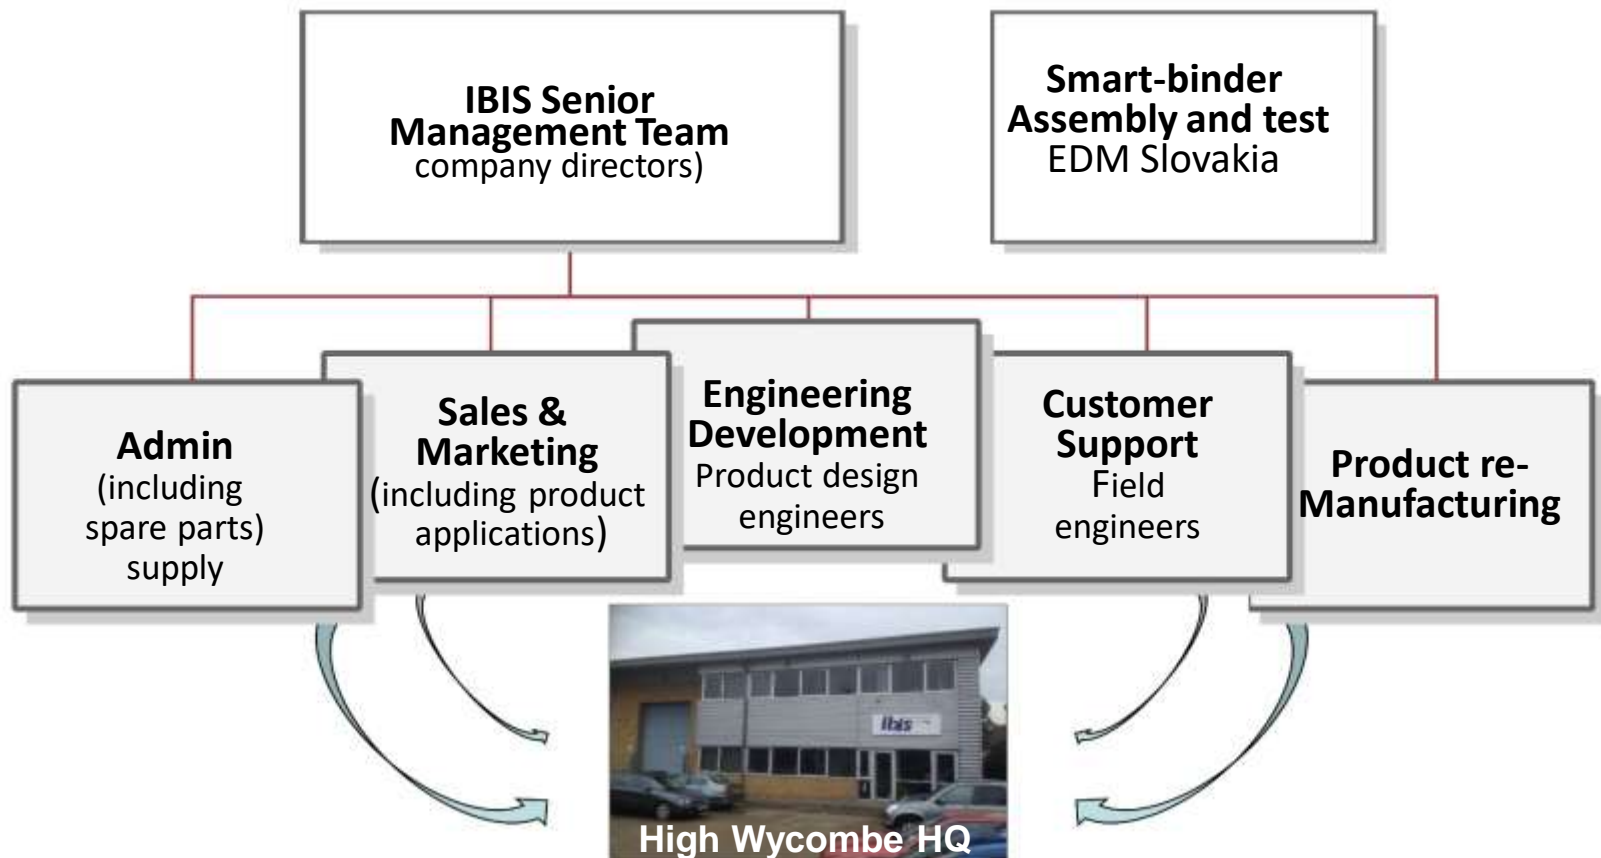 IBIS Senior
Management Team
company directors)
Smart-binder
Assembly and test
EDM Slovakia
Admin
(including
spare parts)
supply
Sales &
Marketing
(including product
applications)
Engineering
Development
Product design
engineers
Customer
Support
Field
engineers
Product re-
Manufacturing
ibis
High Wycombe HQ